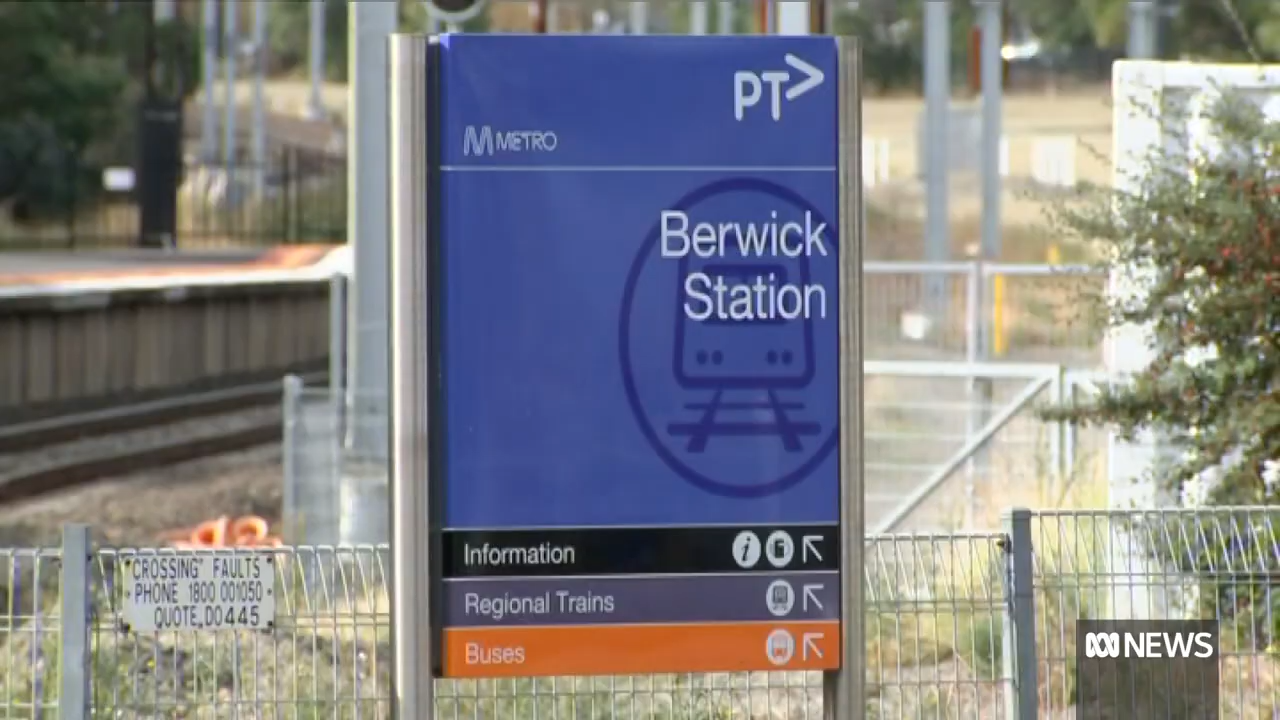 PT>
METRO
Berwick
Station
Information
Regional Trains
Buses
CROSSING FAULTS
PHONE 1800 001050
QUOTE D0445
NEWS